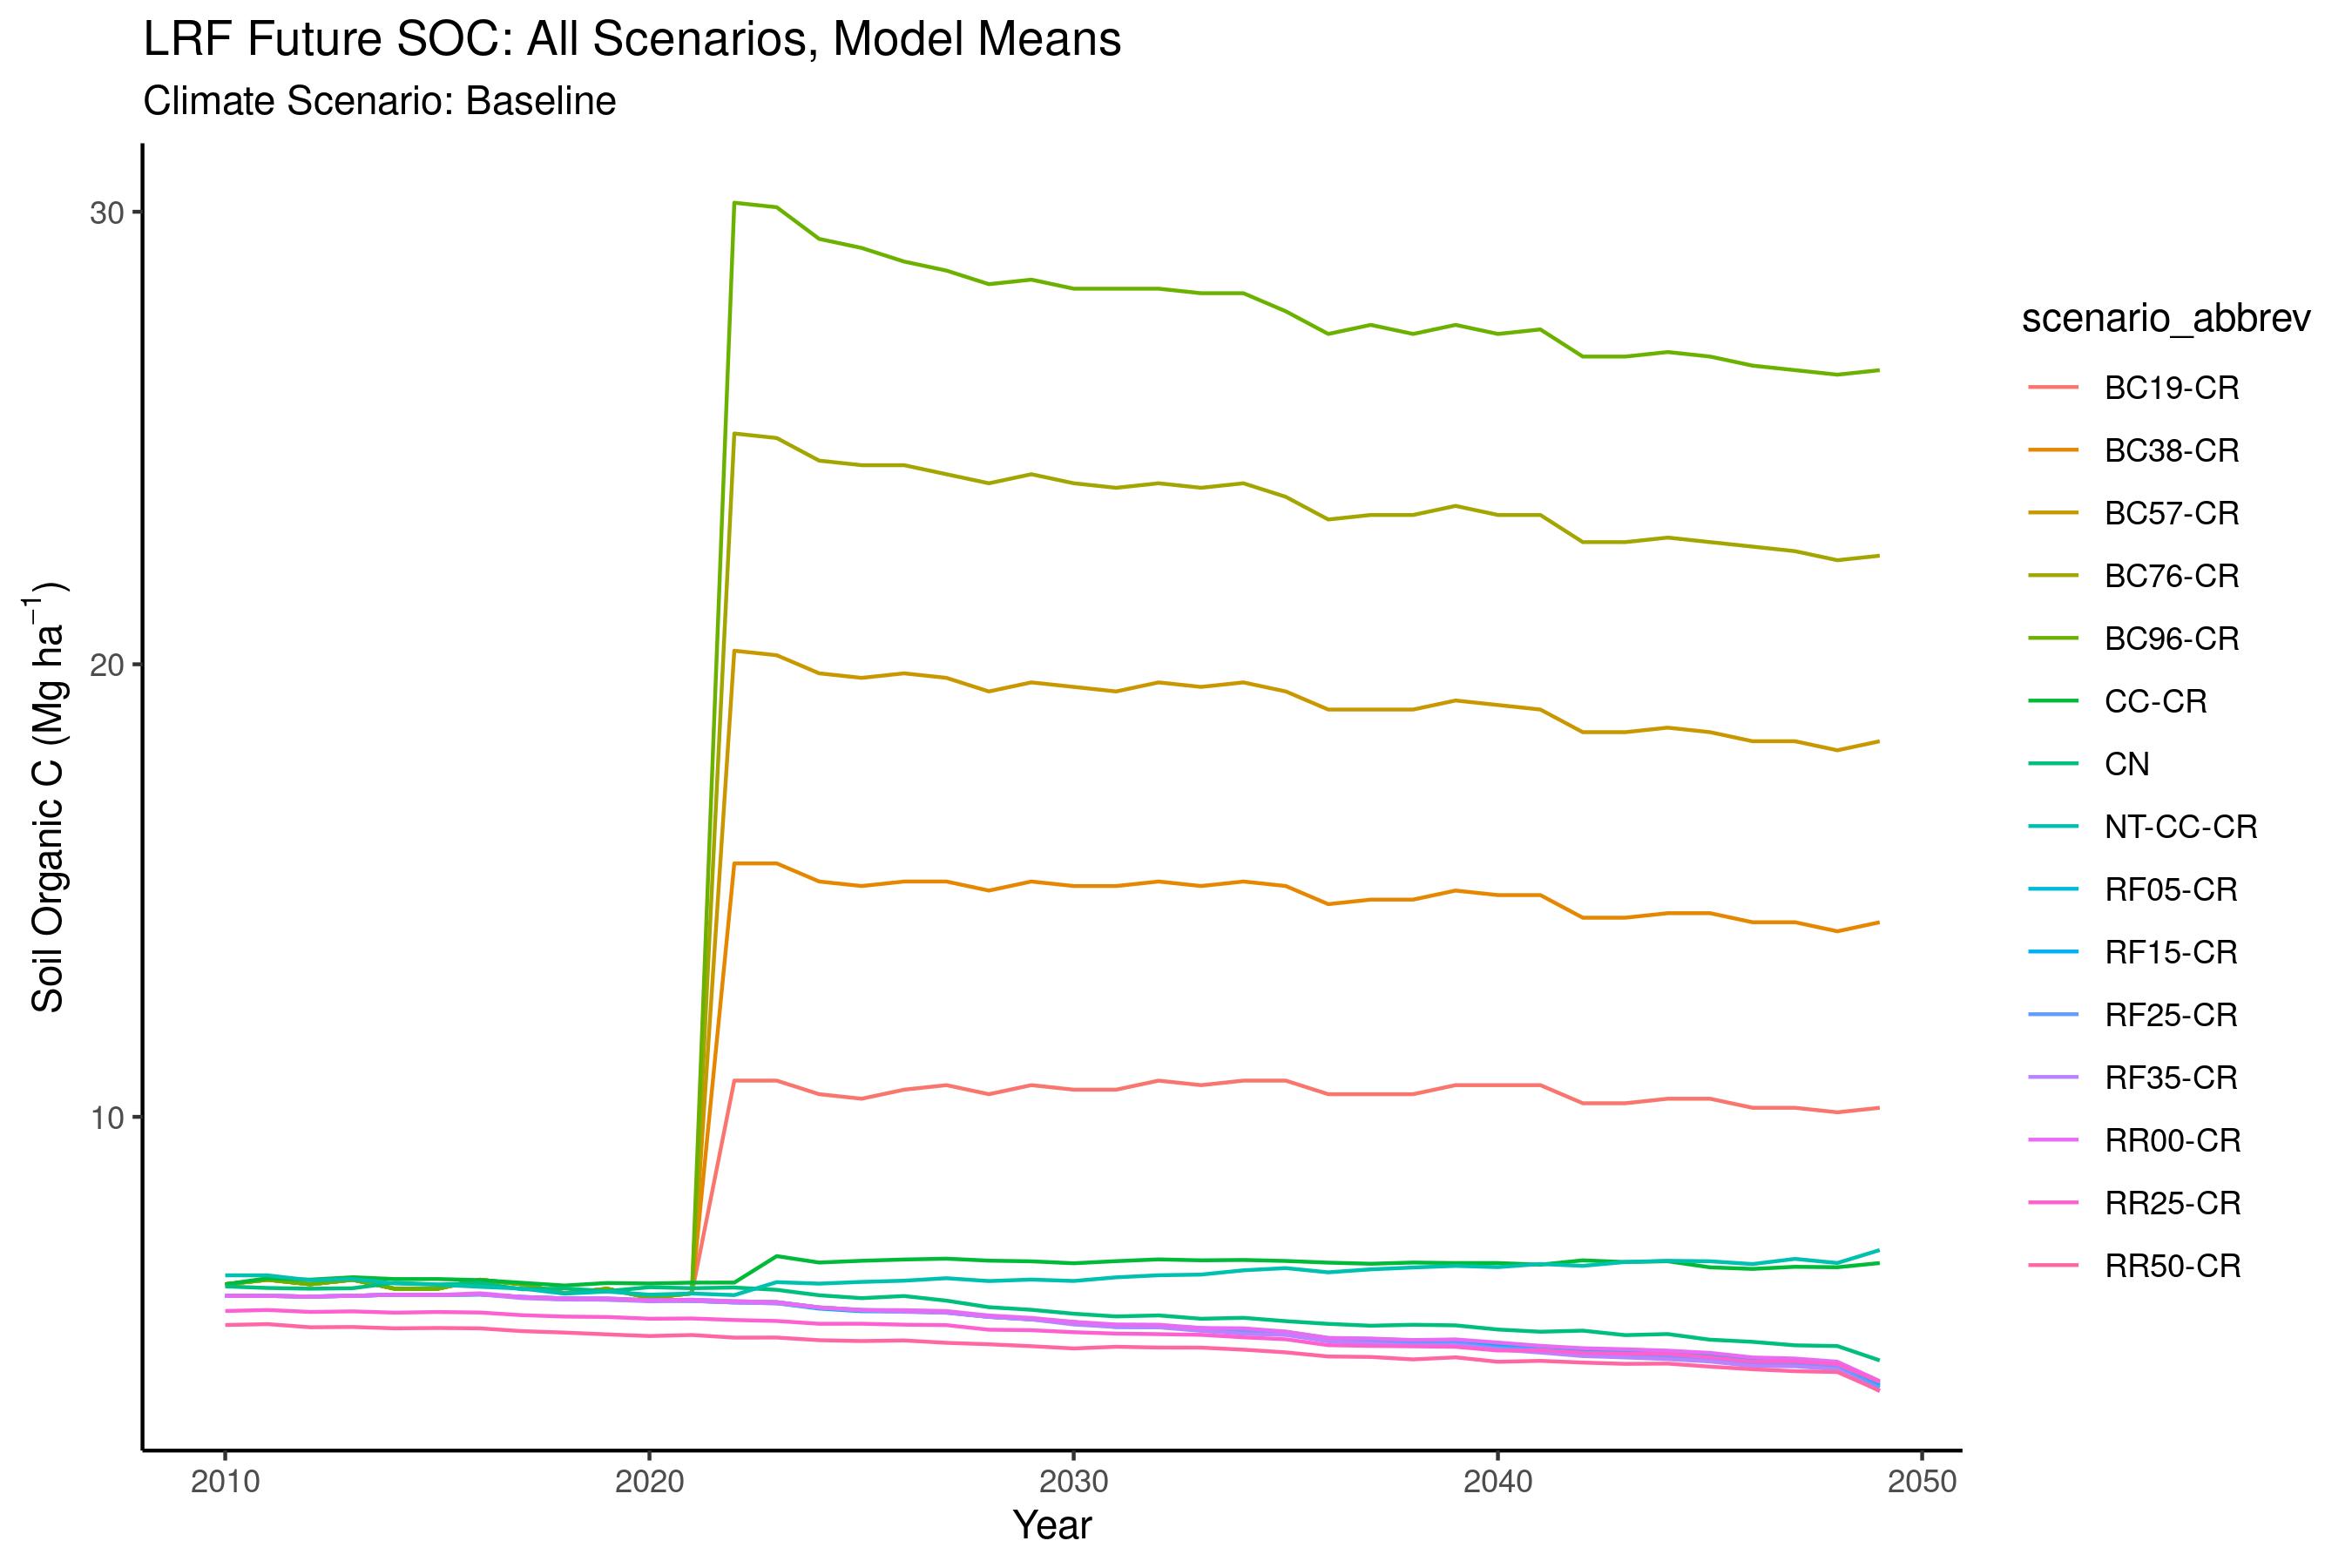 LRF Future SOC: All Scenarios, Model Means
Climate Scenario: Baseline
Soil Organic C (Mg ha⁻¹)
30
20
10
2010
2020
2030
2040
2050
Year
scenario_abbrev
BC19-CR
BC38-CR
BC57-CR
BC76-CR
BC96-CR
CC-CR
CN
NT-CC-CR
RF05-CR
RF15-CR
RF25-CR
RF35-CR
RR00-CR
RR25-CR
RR50-CR